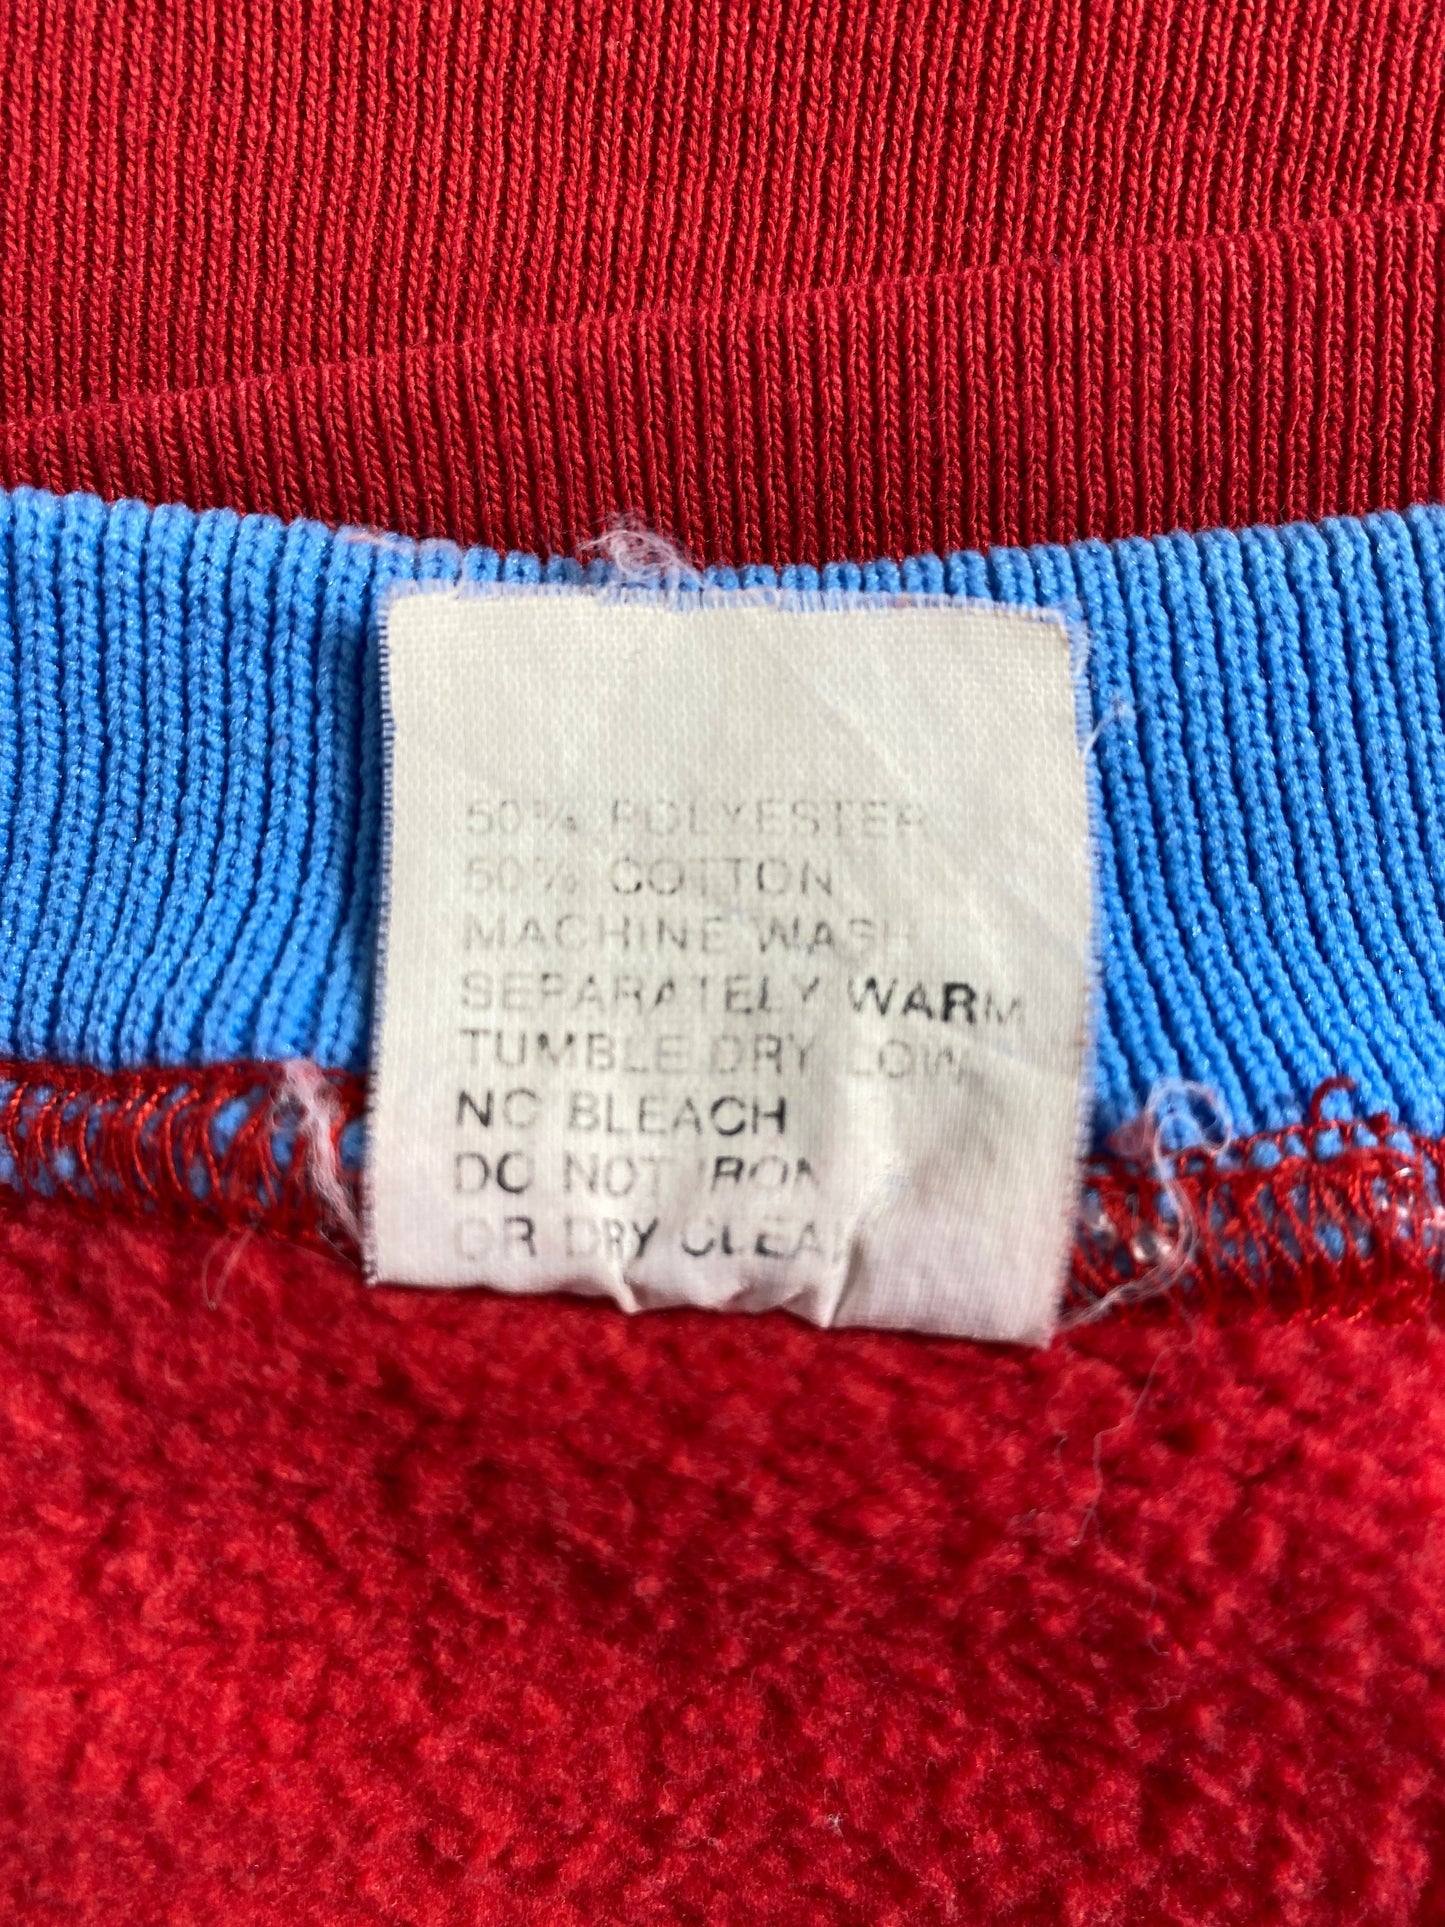 50% POLYESTER
50% COTTON
MACHINE WASH
SEPARATELY WARM
TUMBLE DRY LOW
NO BLEACH
DO NOT IRON
OR DRY CLEAN